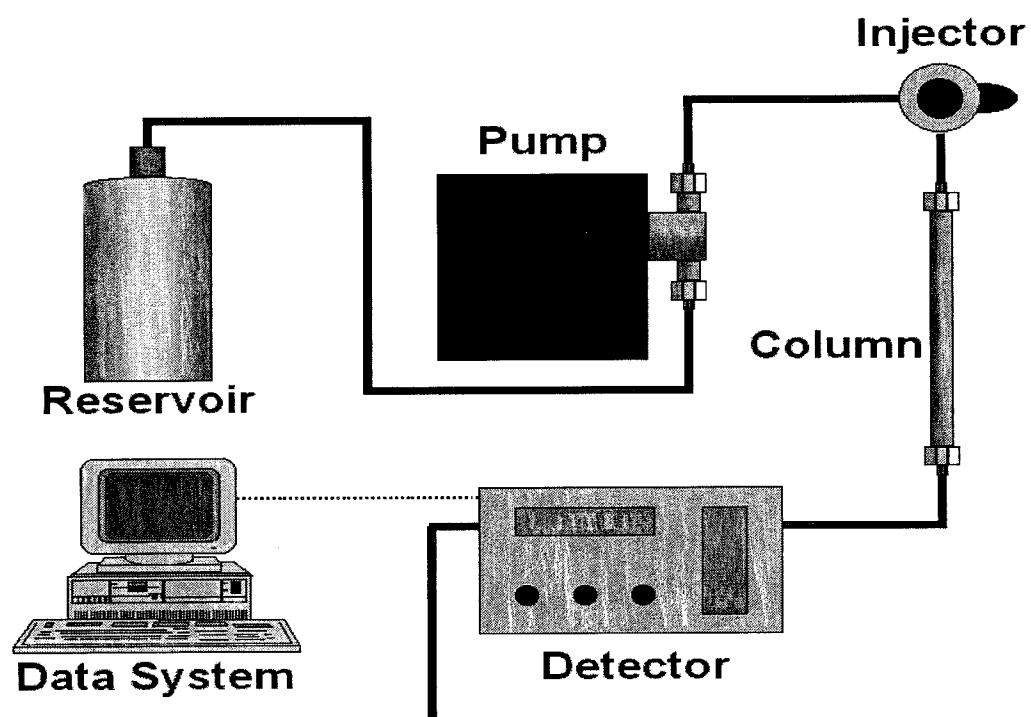 Injector
Pump
Column
Reservoir
Data System
Detector